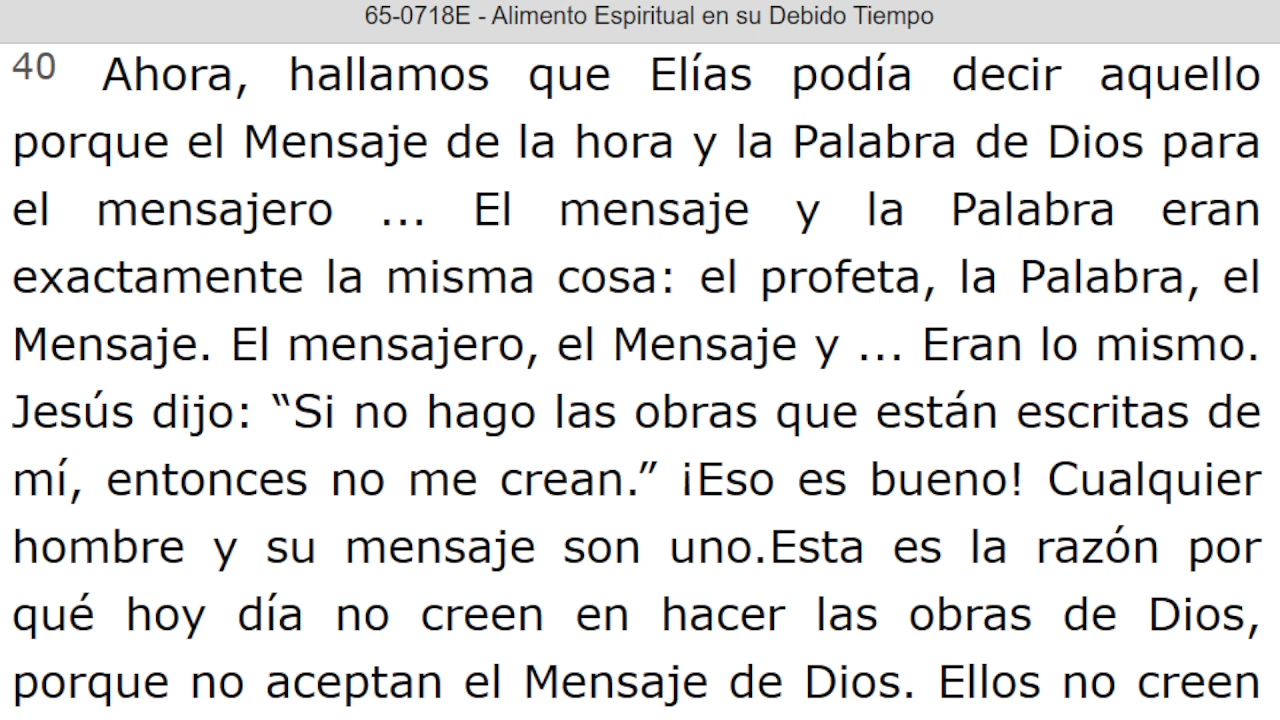 65-0718E - Alimento Espiritual en su Debido Tiempo
40 Ahora, hallamos que Elías podía decir aquello
porque el Mensaje de la hora y la Palabra de Dios para
el mensajero ... El mensaje y la Palabra eran
exactamente la misma cosa: el profeta, la Palabra, el
Mensaje. El mensajero, el Mensaje y ... Eran lo mismo.
Jesús dijo: “Si no hago las obras que están escritas de
mí, entonces no me crean.” ¡Eso es bueno! Cualquier
hombre y su mensaje son uno.Esta es la razón por
qué hoy día no creen en hacer las obras de Dios,
porque no aceptan el Mensaje de Dios. Ellos no creen